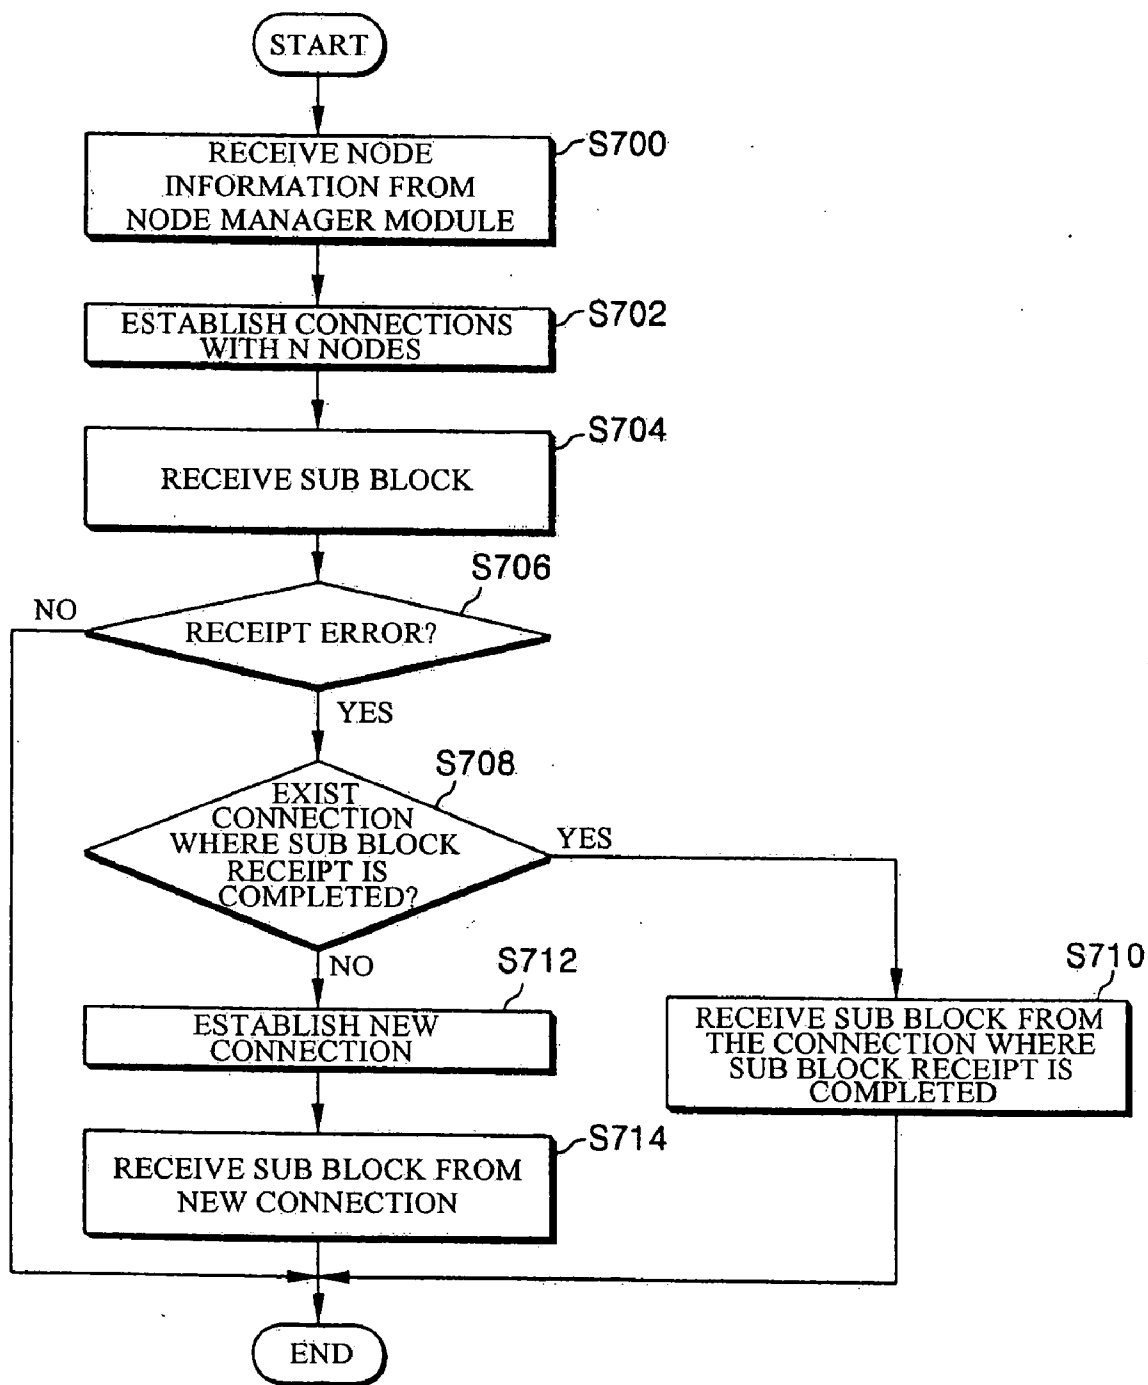 START
RECEIVE NODE
INFORMATION FROM
NODE MANAGER MODULE
S700
ESTABLISH CONNECTIONS
WITH N NODES
S702
RECEIVE SUB BLOCK
S704
RECEIPT ERROR?
S706
NO
YES
EXIST
CONNECTION
WHERE SUB BLOCK
RECEIPT IS
COMPLETED?
S708
YES
NO
ESTABLISH NEW
CONNECTION
S712
RECEIVE SUB BLOCK FROM
THE CONNECTION WHERE
SUB BLOCK RECEIPT IS
COMPLETED
S710
RECEIVE SUB BLOCK FROM
NEW CONNECTION
S714
END